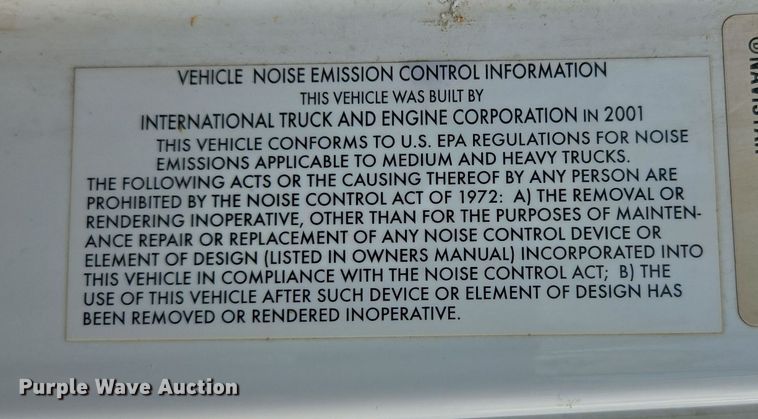 VEHICLE NOISE EMISSION CONTROL INFORMATION
THIS VEHICLE WAS BUILT BY
INTERNATIONAL TRUCK AND ENGINE CORPORATION IN 2001
THIS VEHICLE CONFORMS TO U.S. EPA REGULATIONS FOR NOISE
EMISSIONS APPLICABLE TO MEDIUM AND HEAVY TRUCKS.
THE FOLLOWING ACTS OR THE CAUSING THEREOF BY ANY PERSON ARE
PROHIBITED BY THE NOISE CONTROL ACT OF 1972: A) THE REMOVAL OR
RENDERING INOPERATIVE, OTHER THAN FOR THE PURPOSES OF MAINTEN-
ANCE REPAIR OR REPLACEMENT OF ANY NOISE CONTROL DEVICE OR
ELEMENT OF DESIGN (LISTED IN OWNERS MANUAL) INCORPORATED INTO
THIS VEHICLE IN COMPLIANCE WITH THE NOISE CONTROL ACT; B) THE
USE OF THIS VEHICLE AFTER SUCH DEVICE OR ELEMENT OF DESIGN HAS
BEEN REMOVED OR RENDERED INOPERATIVE.
©NAVISTAR
Purple Wave Auction